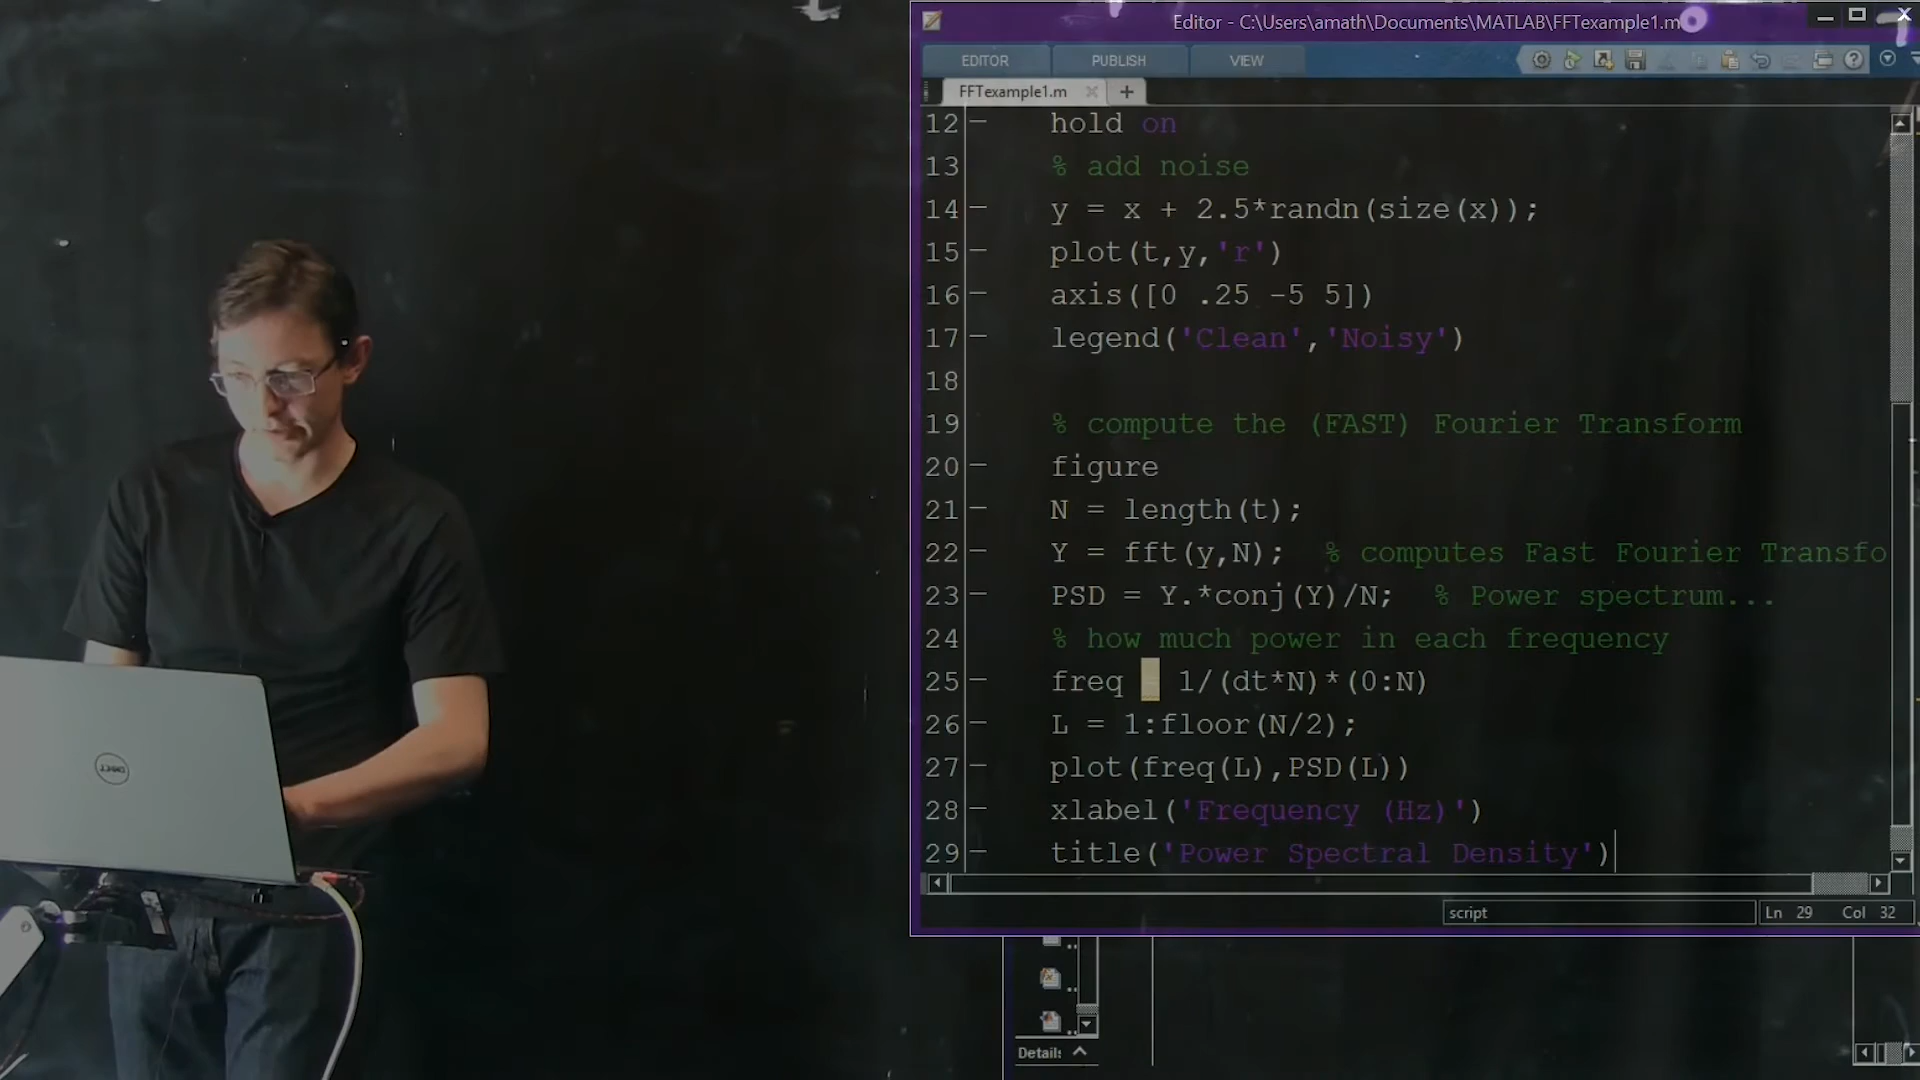 Editor - C:\Users\amath\Documents\MATLAB\FFTexample1.m
EDITOR PUBLISH VIEW
FFTexample1.m
12 hold on
13 % add noise
14 y = x + 2.5*randn(size(x));
15 plot(t,y,'r')
16 axis([0 .25 -5 5])
17 legend('Clean','Noisy')
18
19 % compute the (FAST) Fourier Transform
20 figure
21 N = length(t);
22 Y = fft(y,N); % computes Fast Fourier Transfo
23 PSD = Y.*conj(Y)/N; % Power spectrum...
24 % how much power in each frequency
25 freq = 1/(dt*N)*(0:N)
26 L = 1:floor(N/2);
27 plot(freq(L),PSD(L))
28 xlabel('Frequency (Hz)')
29 title('Power Spectral Density')
script Ln 29 Col 32
Details
DELL